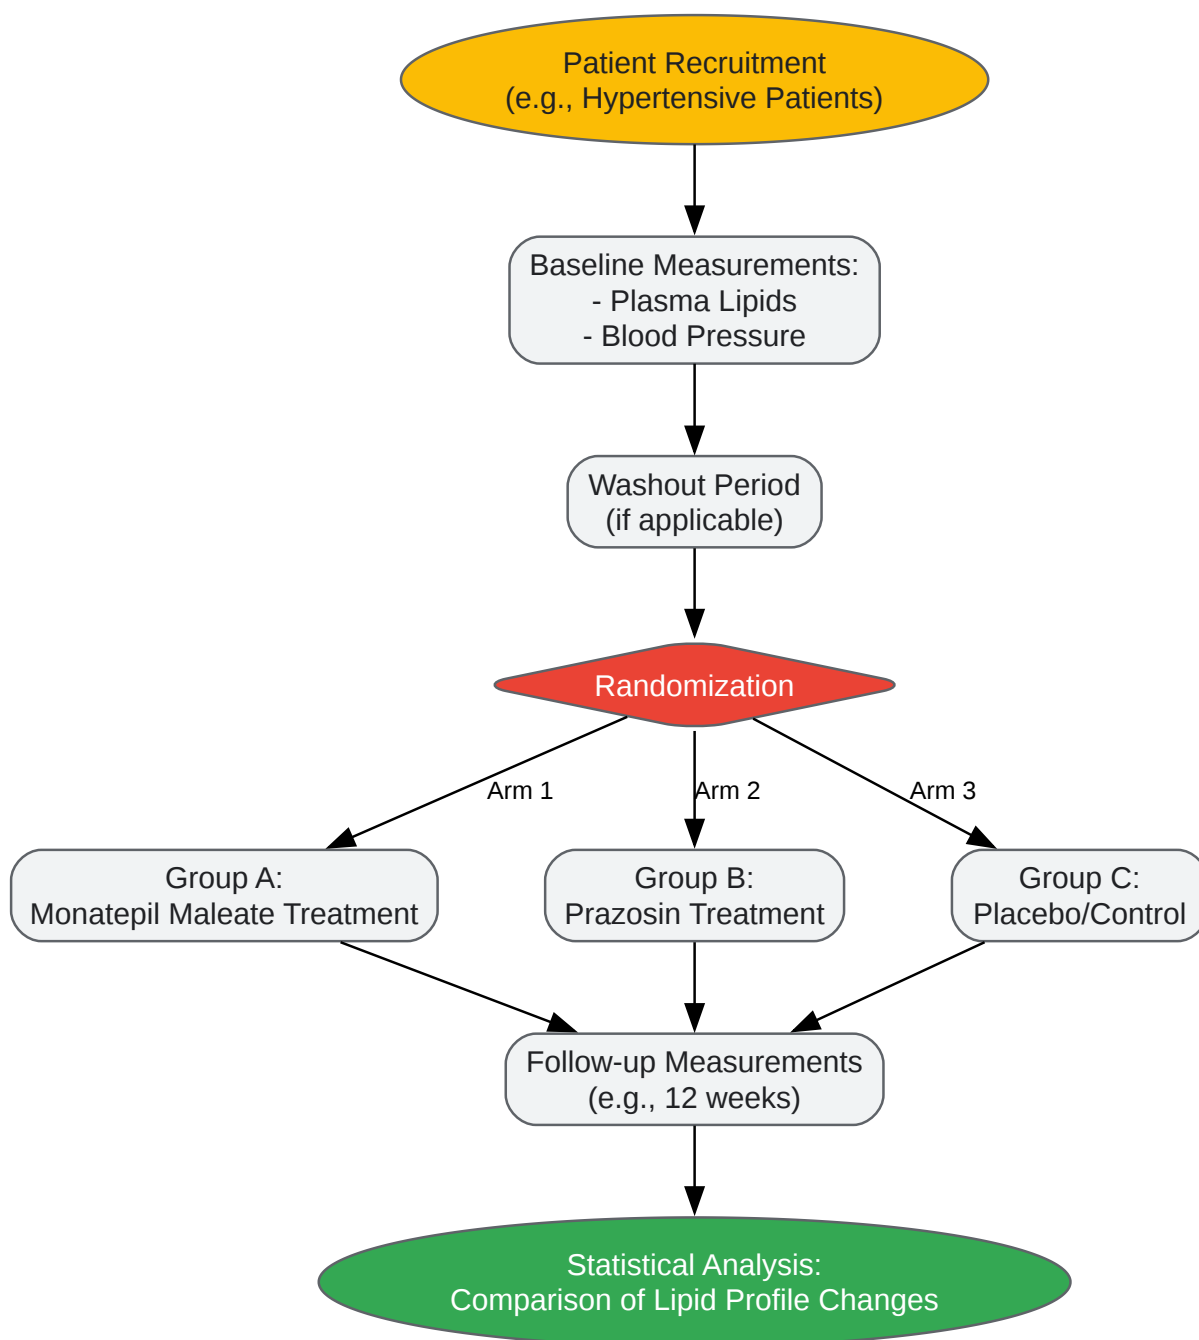 Patient Recruitment
(e.g., Hypertensive Patients)
Baseline Measurements:
- Plasma Lipids
- Blood Pressure
Washout Period
(if applicable)
Randomization
Arm 1
Arm 2
Arm 3
Group A:
Monatepil Maleate Treatment
Group B:
Prazosin Treatment
Group C:
Placebo/Control
Follow-up Measurements
(e.g., 12 weeks)
Statistical Analysis:
Comparison of Lipid Profile Changes